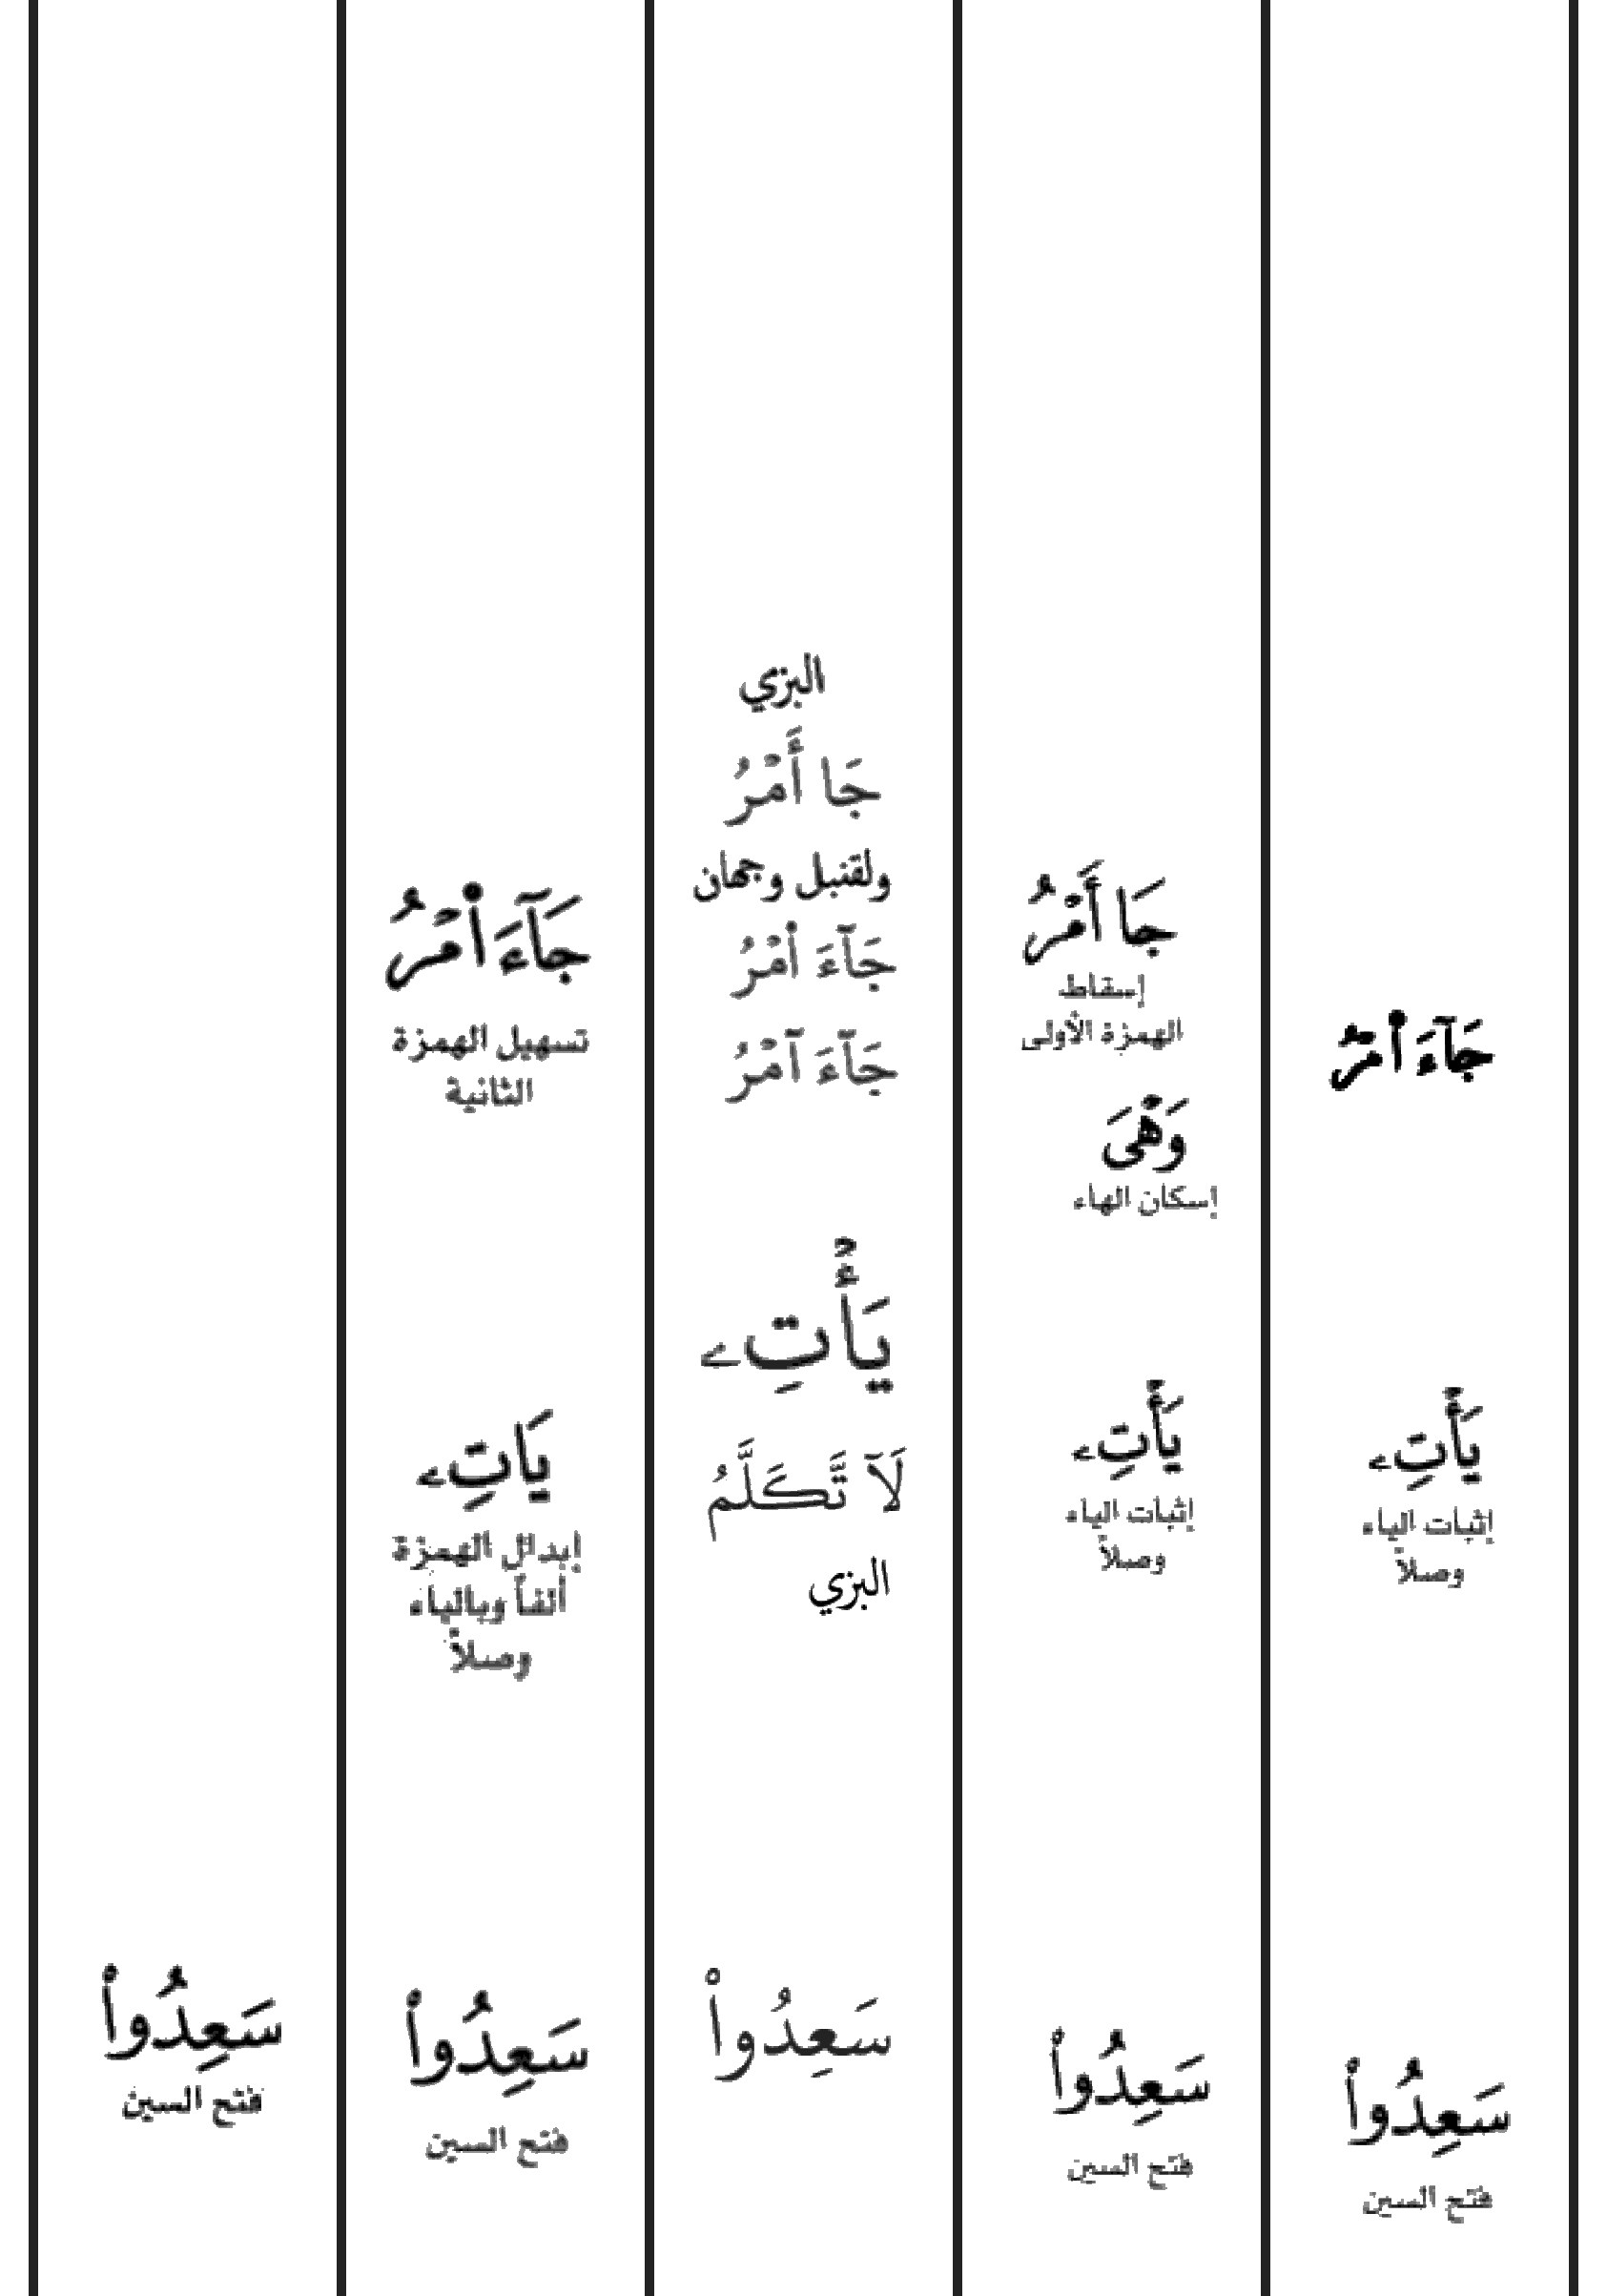 جَآءَ اَمْرُ
يَأْتِے
إثبات الياء
وصلاً
سَعِدُواْ
فتح السين
جَا أَمْرُ
إسقاط
الهمزة الأولى
وَهْىَ
إسكان الهاء
يَأْتِے
إثبات الياء
وصلاً
سَعِدُواْ
فتح السين
البزي
جَا أَمْرُ
ولقنبل وجهان
جَآءَ اَمْرُ
جَآءَ آمْرُ
يَأْتِے
لَآ تَّكَلَّمُ
البزي
سَعِدُواْ
جَآءَ اَمْرُ
تسهيل الهمزة
الثانية
يَاتِے
إبدال الهمزة
ألفاً وبالياء
وصلاً
سَعِدُواْ
فتح السين
سَعِدُواْ
فتح السين